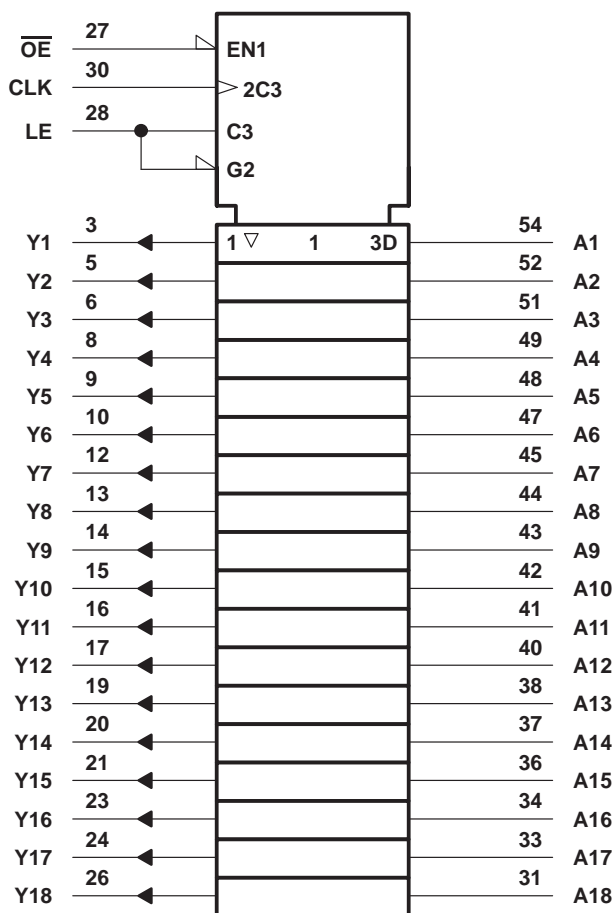 27
OE
EN1
30
CLK
2C3
28
LE
C3
G2
3
54
Y1
1 ▽ 1 3D
A1
5
52
Y2
A2
6
51
Y3
A3
8
49
Y4
A4
9
48
Y5
A5
10
47
Y6
A6
12
45
Y7
A7
13
44
Y8
A8
14
43
Y9
A9
15
42
Y10
A10
16
41
Y11
A11
17
40
Y12
A12
19
38
Y13
A13
20
37
Y14
A14
21
36
Y15
A15
23
34
Y16
A16
24
33
Y17
A17
26
31
Y18
A18